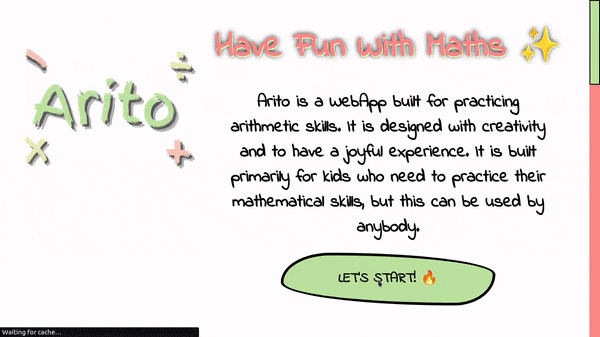 Have Fun With Maths ✨
Arito
Arito is a webApp built for practicing
arithmetic skills. It is designed with creativity
and to have a joyful experience. It is built
primarily for kids who need to practice their
mathematical skills, but this can be used by
anybody.
LET'S START! 🔥
Waiting for cache...